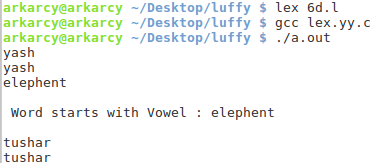 arkarcy@arkarcy ~/Desktop/luffy $ lex 6d.l
arkarcy@arkarcy ~/Desktop/luffy $ gcc lex.yy.c
arkarcy@arkarcy ~/Desktop/luffy $ ./a.out
yash
yash
elephent
Word starts with Vowel : elephent
tushar
tushar